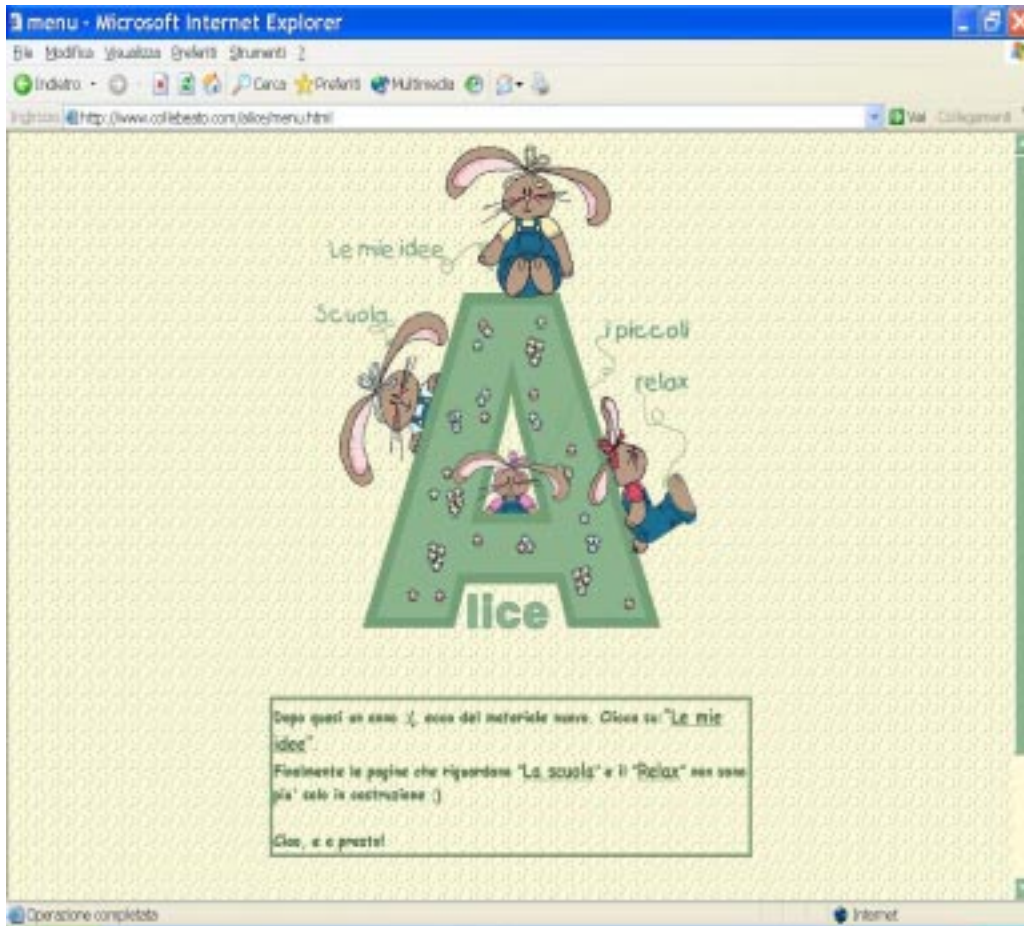 menu - Microsoft Internet Explorer
File Modifica Visualizza Preferiti Strumenti ?
Indietro Cerca Preferiti Multimedia
Indirizzo http://www.collebeato.com/alice/menu.html Vai Collegamenti
Le mie idee
Scuola
i piccoli
relax
A
lice
Dopo quasi un anno :(, ecco del materiale nuovo. Clicca su:"Le mie
idee".
Finalmente le pagine che riguardano "La scuola" e il "Relax" non sono
piu' solo in costruzione :)
Ciao, e a presto!
Operazione completata Internet